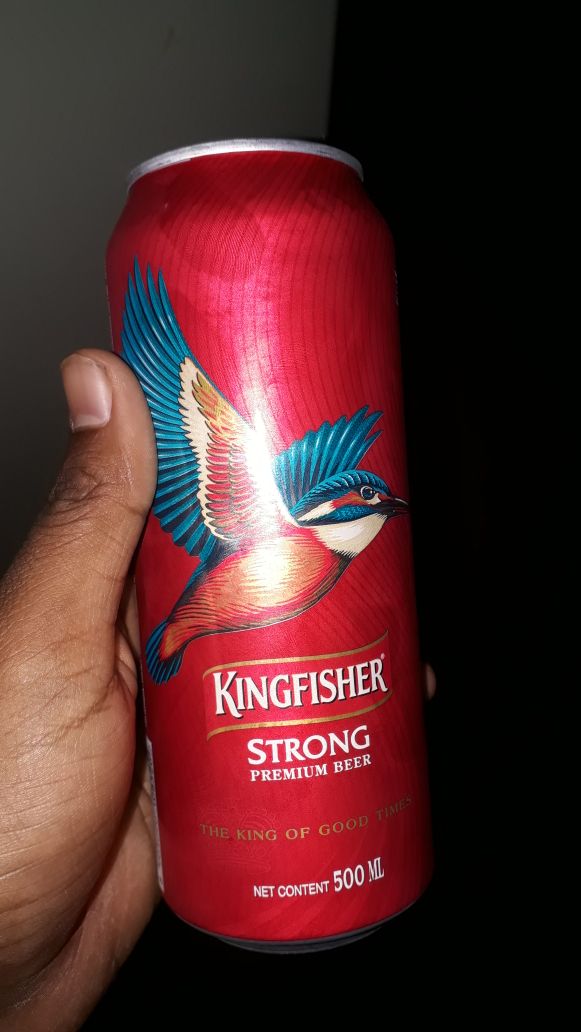 KINGFISHER®
STRONG
PREMIUM BEER
THE KING OF GOOD TIMES
NET CONTENT 500 ML